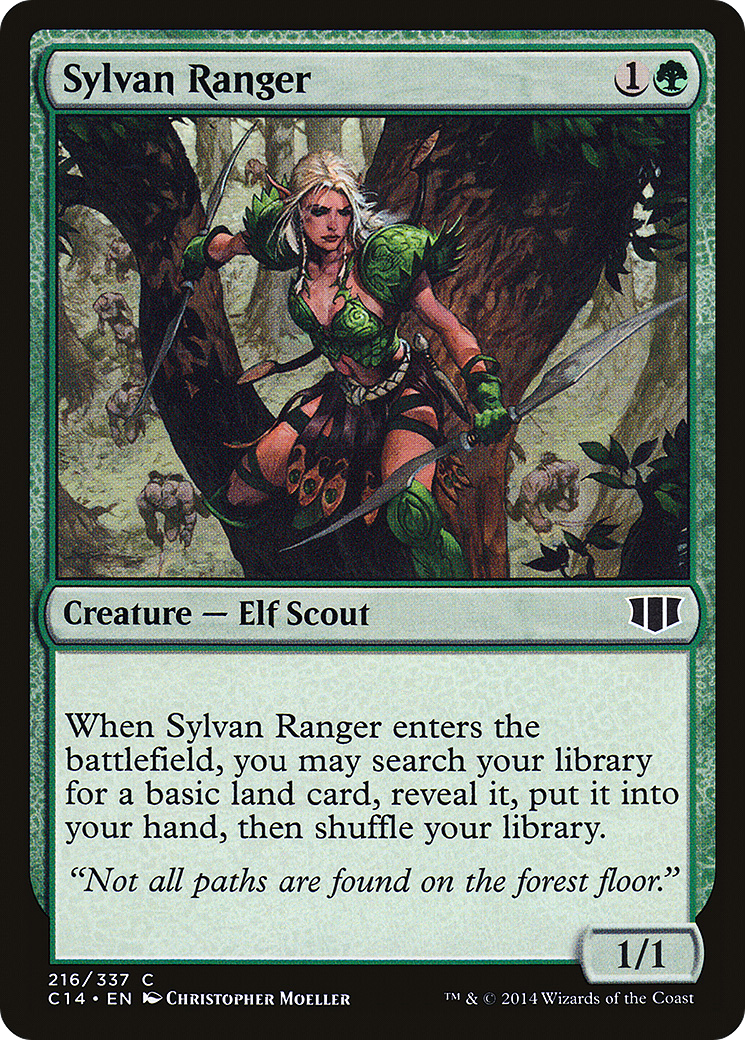 Sylvan Ranger 1
Creature — Elf Scout
When Sylvan Ranger enters the
battlefield, you may search your library
for a basic land card, reveal it, put it into
your hand, then shuffle your library.
“Not all paths are found on the forest floor.”
1/1
216/337 C
C14 • EN Christopher Moeller
™ & © 2014 Wizards of the Coast